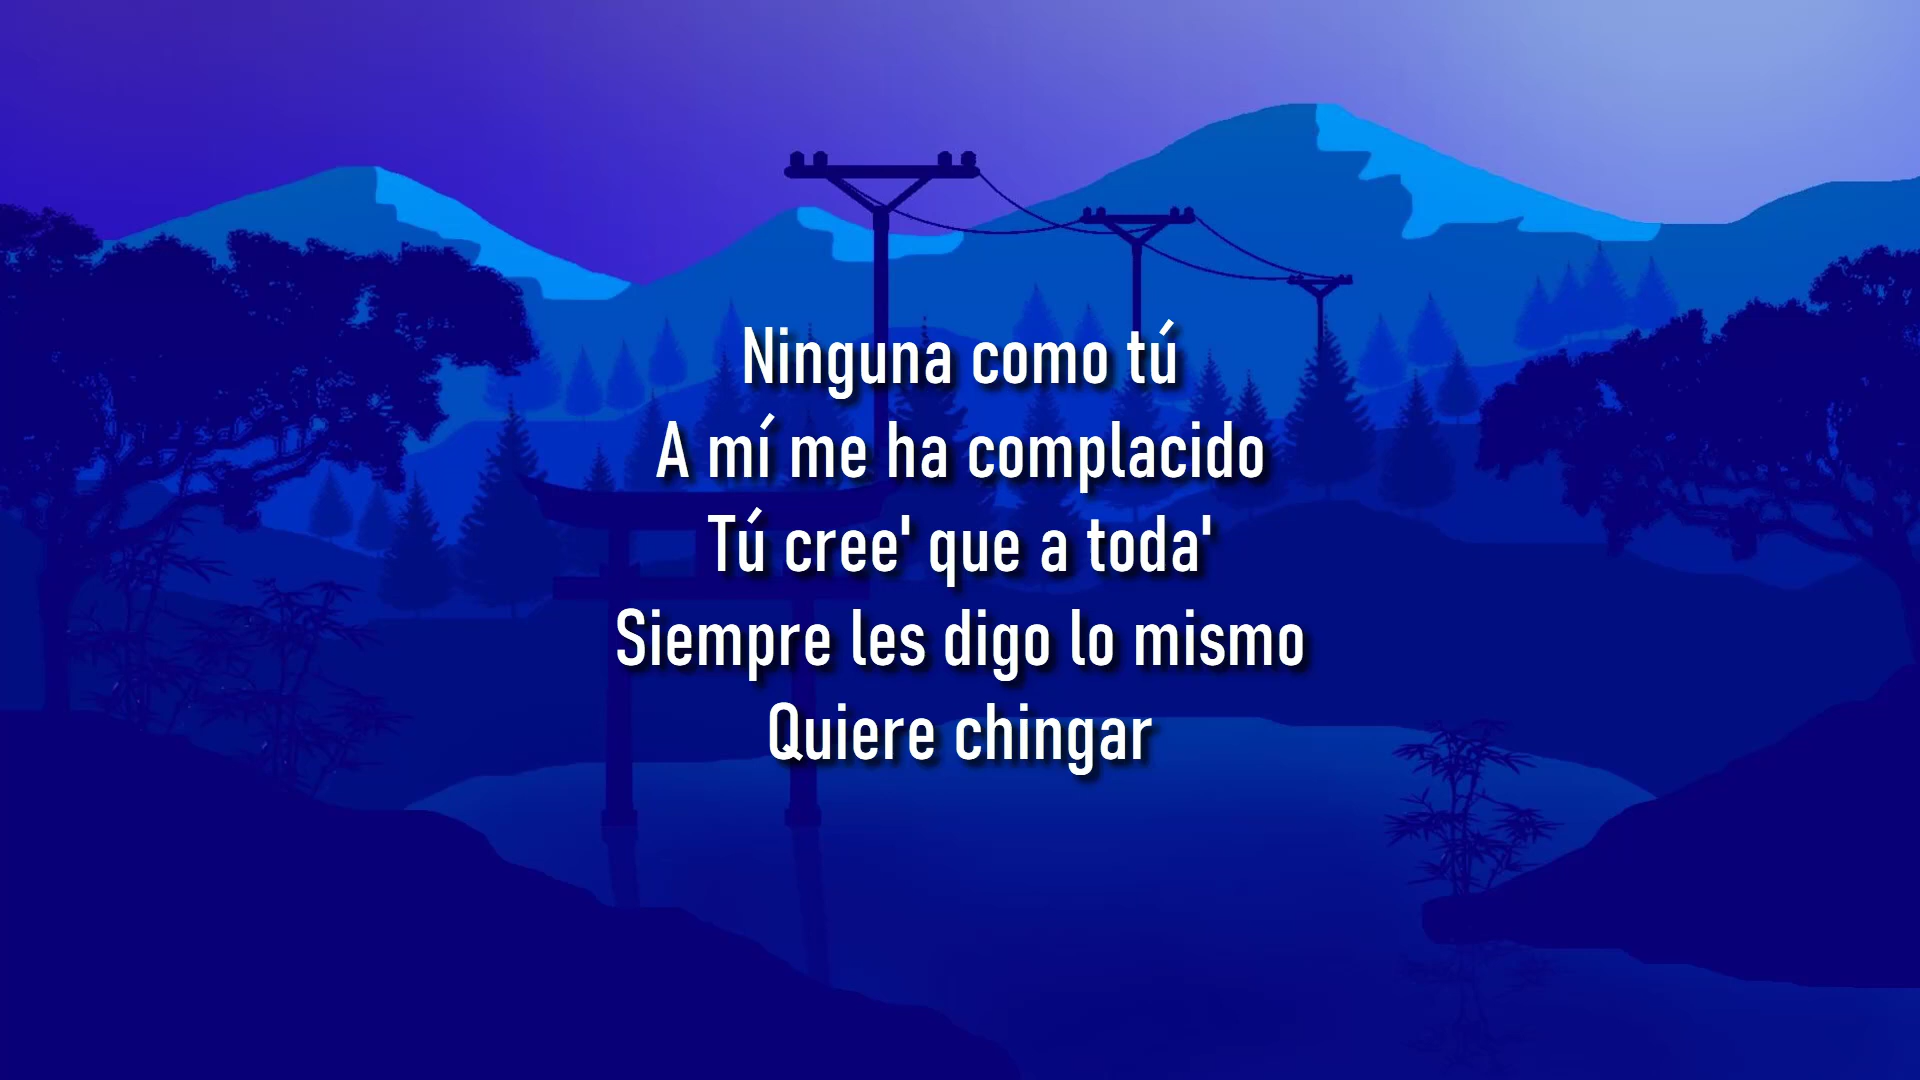 Ninguna como tú
A mí me ha complacido
Tú cree' que a toda'
Siempre les digo lo mismo
Quiere chingar